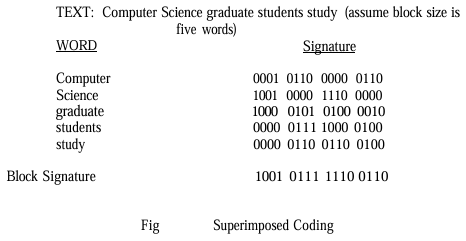 TEXT: Computer Science graduate students study (assume block size is
five words)
WORD Signature
Computer 0001 0110 0000 0110
Science 1001 0000 1110 0000
graduate 1000 0101 0100 0010
students 0000 0111 1000 0100
study 0000 0110 0110 0100
Block Signature 1001 0111 1110 0110
Fig Superimposed Coding